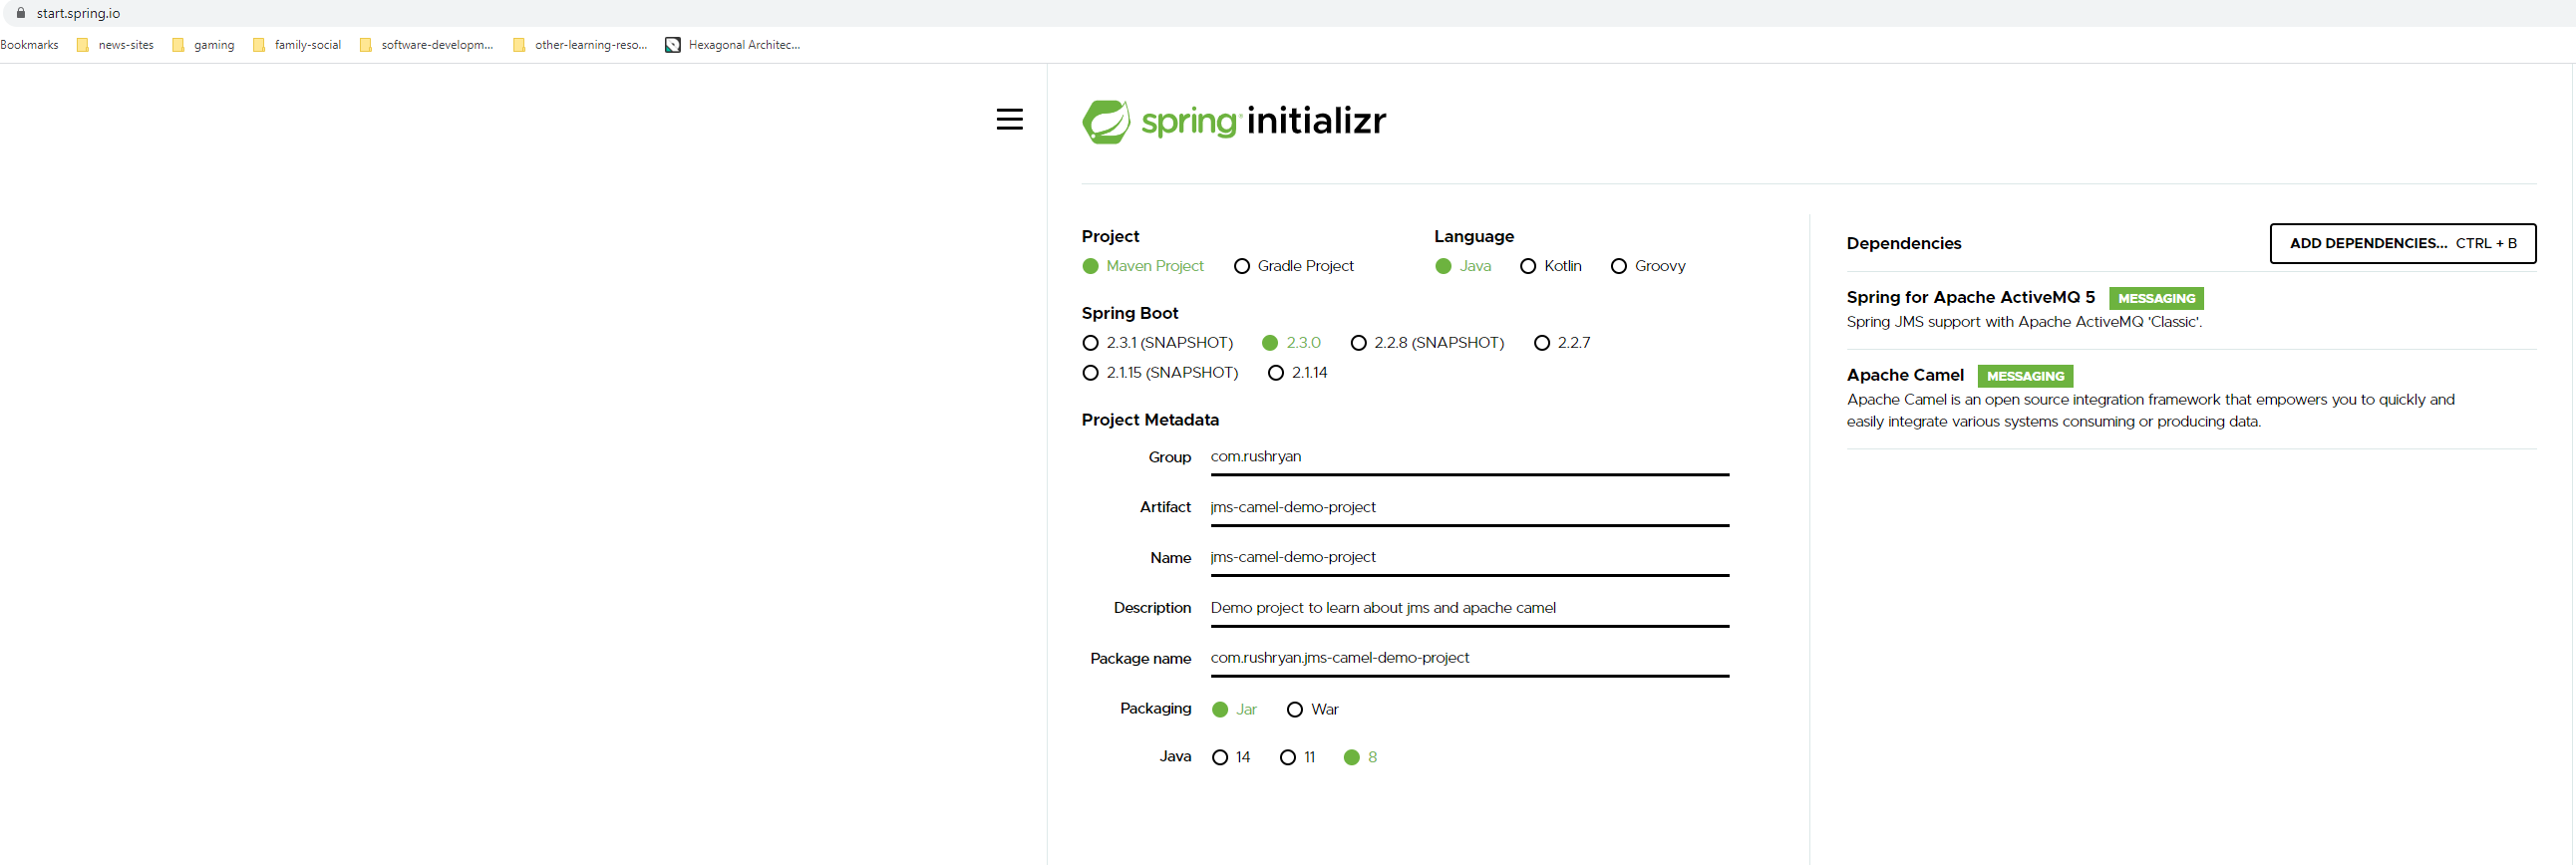 start.spring.io
Bookmarks news-sites gaming family-social software-developm... other-learning-reso... Hexagonal Architec...
spring initializr
Project
Maven Project Gradle Project
Language
Java Kotlin Groovy
Spring Boot
2.3.1 (SNAPSHOT) 2.3.0 2.2.8 (SNAPSHOT) 2.2.7
2.1.15 (SNAPSHOT) 2.1.14
Project Metadata
Group com.rushryan
Artifact jms-camel-demo-project
Name jms-camel-demo-project
Description Demo project to learn about jms and apache camel
Package name com.rushryan.jms-camel-demo-project
Packaging Jar War
Java 14 11 8
Dependencies ADD DEPENDENCIES... CTRL + B
Spring for Apache ActiveMQ 5 MESSAGING
Spring JMS support with Apache ActiveMQ 'Classic'.
Apache Camel MESSAGING
Apache Camel is an open source integration framework that empowers you to quickly and
easily integrate various systems consuming or producing data.